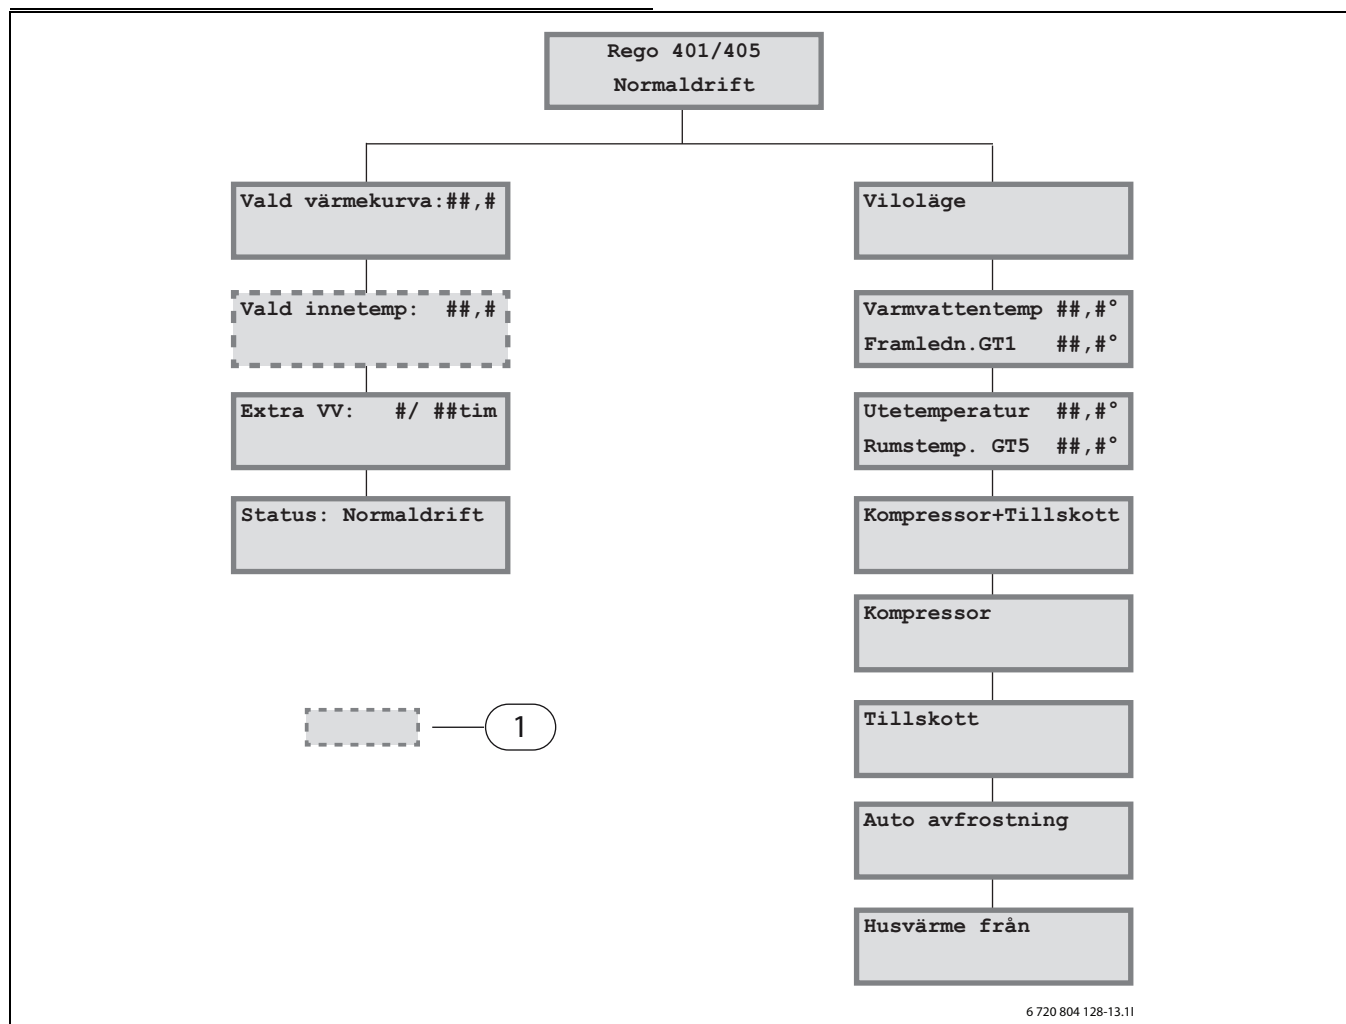 Rego 401/405
Normaldrift
Vald värmekurva:##,#
Vald innetemp: ##,#
Extra VV: #/ ##tim
Status: Normaldrift
1
Viloläge
Varmvattentemp ##,#°
Framledn.GT1 ##,#°
Utetemperatur ##,#°
Rumstemp. GT5 ##,#°
Kompressor+Tillskott
Kompressor
Tillskott
Auto avfrostning
Husvärme från
6 720 804 128-13.1I